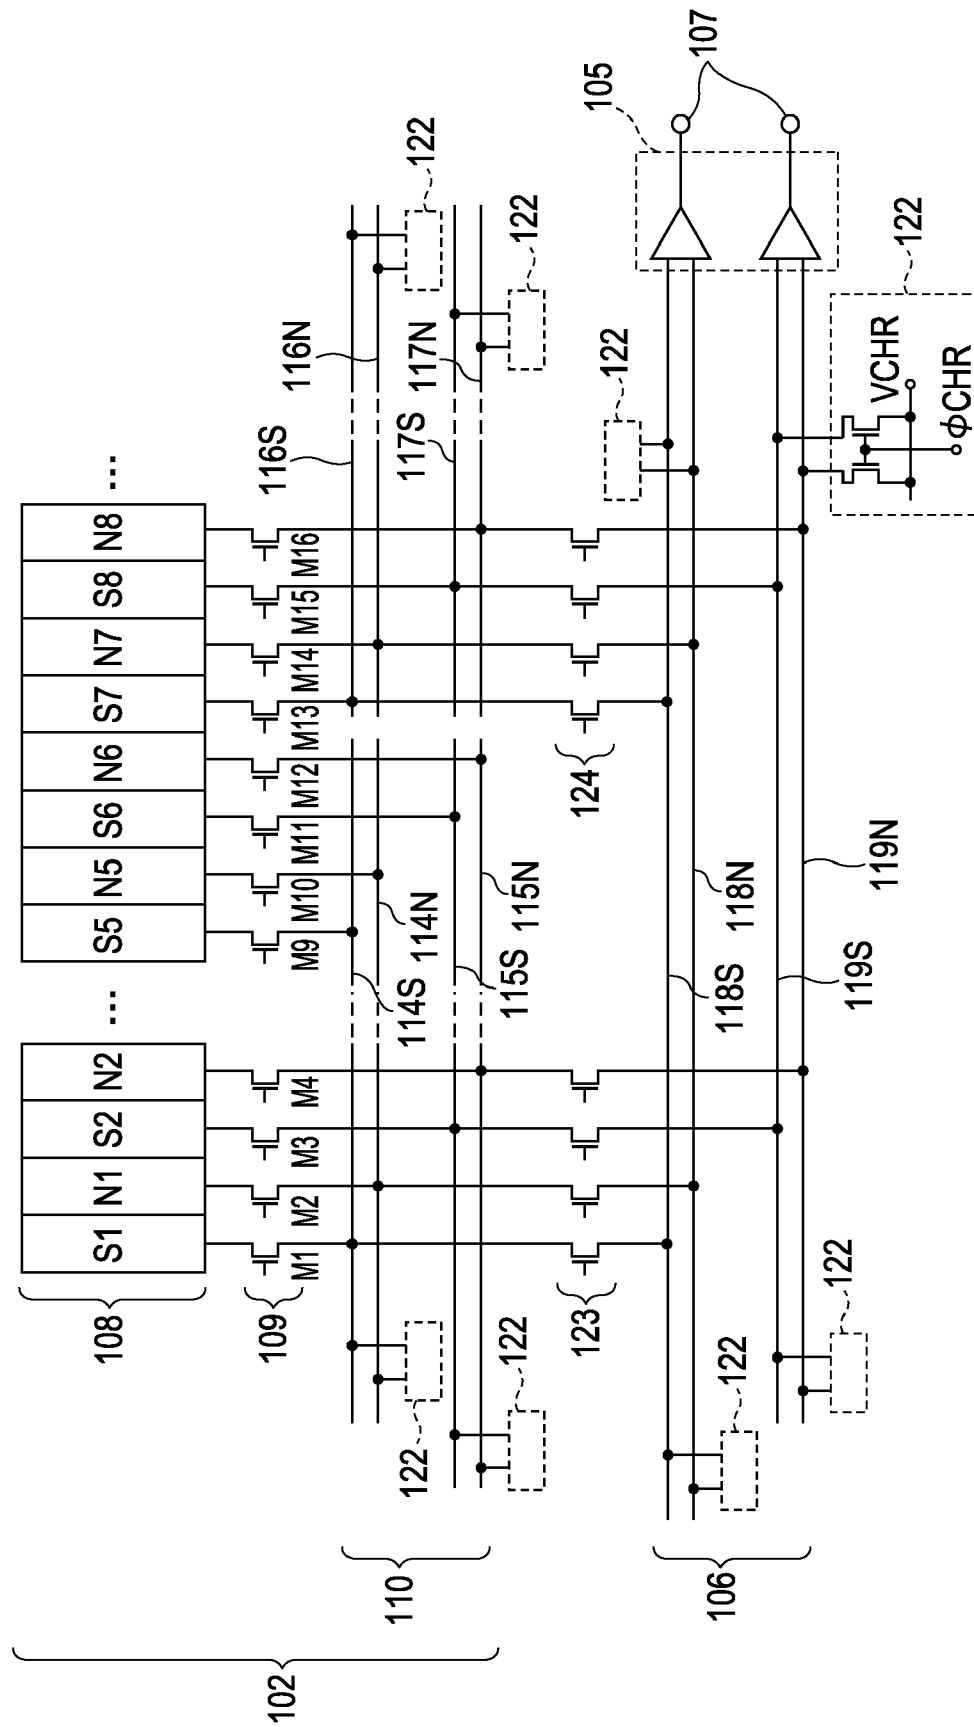 102
108
S1
N1
S2
N2
...
S5
N5
S6
N6
S7
N7
S8
N8
...
109
M1
M2
M3
M4
M9
M10
M11
M12
M13
M14
M15
M16
110
122
122
114S
114N
115S
115N
116S
116N
117S
117N
122
122
123
124
106
122
122
118S
118N
119S
119N
122
105
107
122
VCHR
ϕCHR